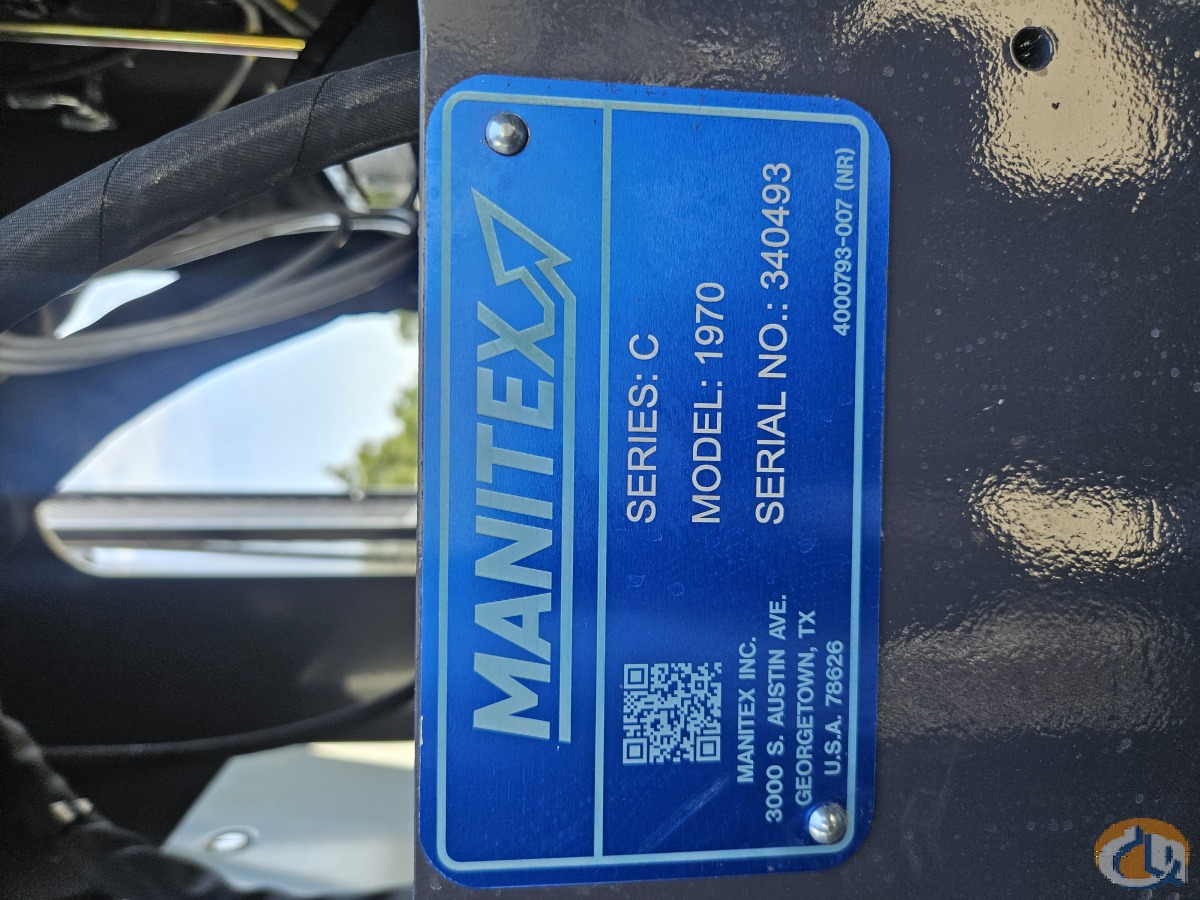 MANITEX
SERIES: C
MODEL: 1970
SERIAL NO.: 340493
MANITEX INC.
3000 S. AUSTIN AVE.
GEORGETOWN, TX
U.S.A. 78626
4000793-007 (NR)